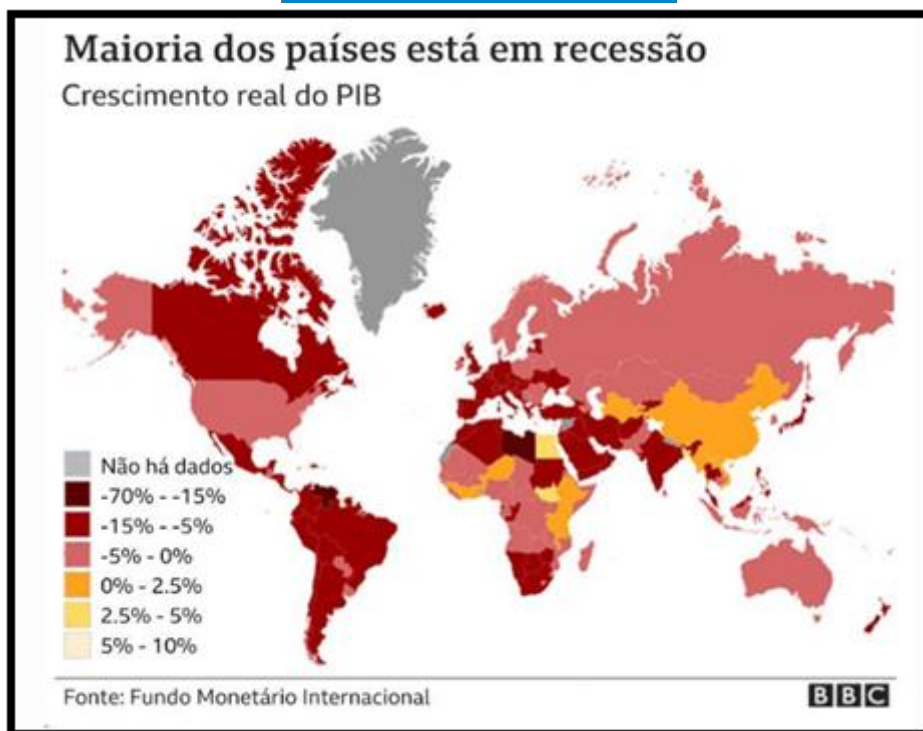 Maioria dos países está em recessão
Crescimento real do PIB
Não há dados
-70% - -15%
-15% - -5%
-5% - 0%
0% - 2.5%
2.5% - 5%
5% - 10%
Fonte: Fundo Monetário Internacional
BBC